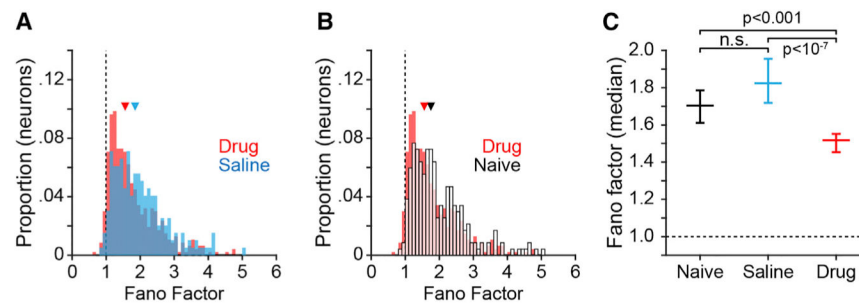 A
Proportion (neurons)
.12
.08
.04
0
Drug
Saline
0 1 2 3 4 5 6
Fano Factor
B
Proportion (neurons)
.12
.08
.04
0
Drug
Naive
0 1 2 3 4 5 6
Fano Factor
C
p<0.001
n.s.
p<10-7
Fano factor (median)
2.0
1.8
1.6
1.4
1.2
1.0
Naive Saline Drug